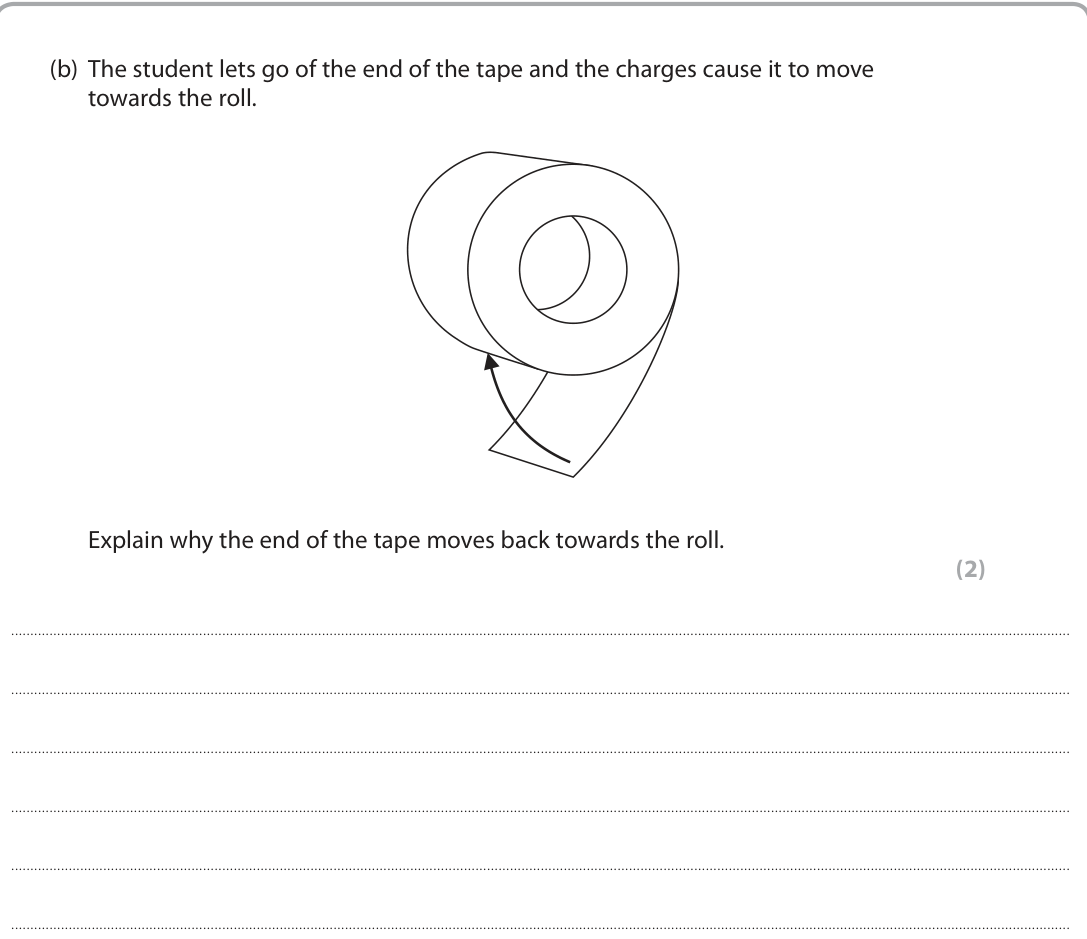 (b) The student lets go of the end of the tape and the charges cause it to move
towards the roll.
Explain why the end of the tape moves back towards the roll.
(2)